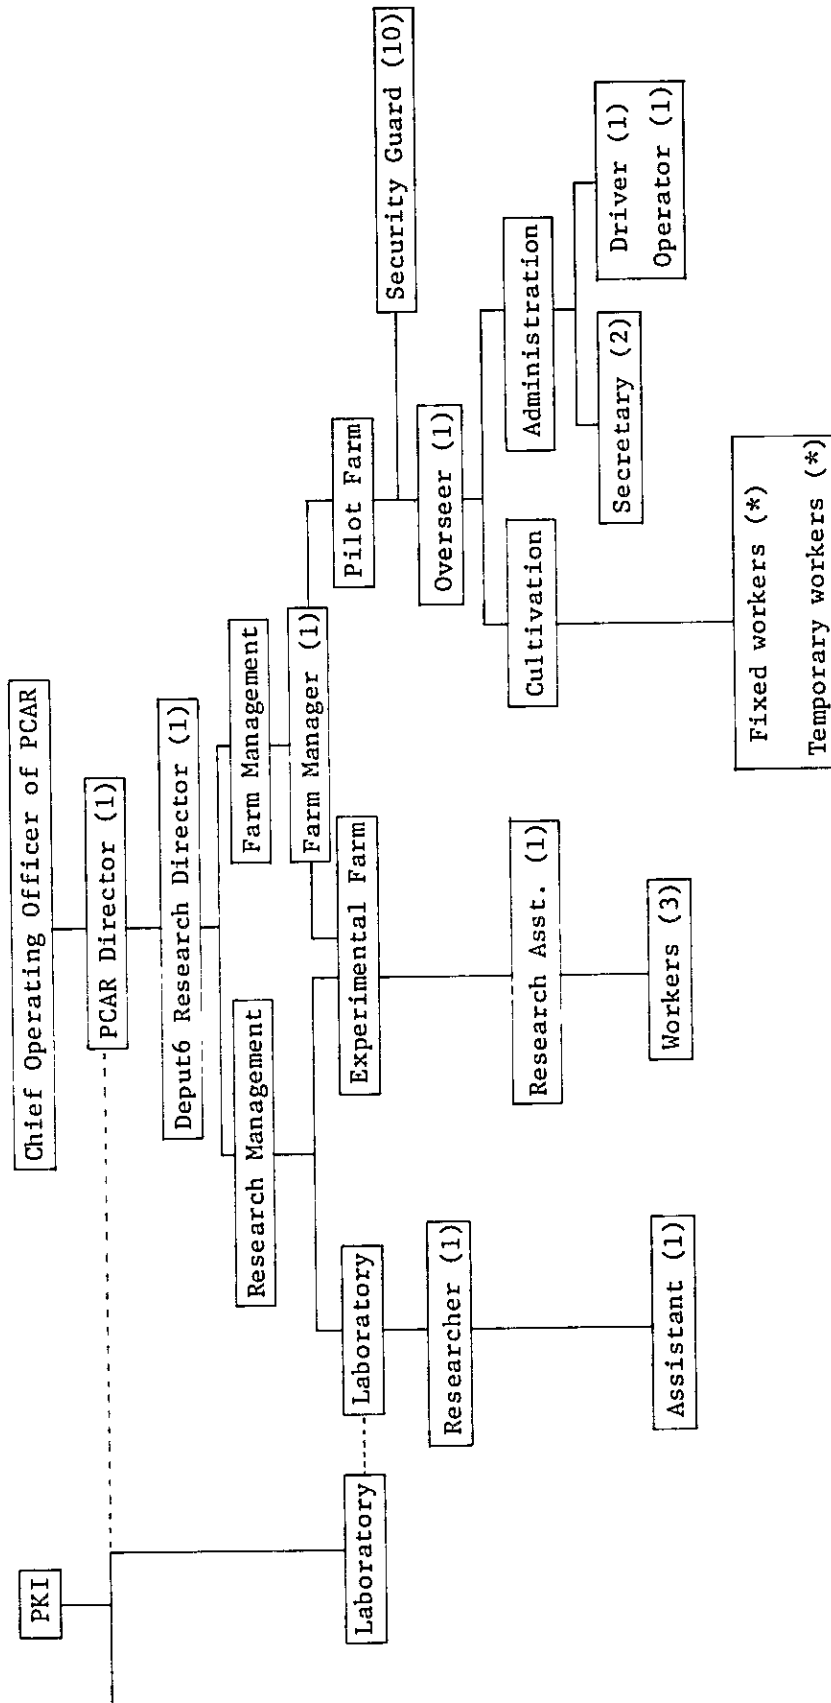 Chief Operating Officer of PCAR
PKI
PCAR Director (1)
Deput6 Research Director (1)
Research Management
Farm Management
Laboratory
Laboratory
Experimental Farm
Farm Manager (1)
Pilot Farm
Security Guard (10)
Researcher (1)
Overseer (1)
Research Asst. (1)
Cultivation
Administration
Assistant (1)
Workers (3)
Secretary (2)
Driver (1)
Operator (1)
Fixed workers (*)
Temporary workers (*)